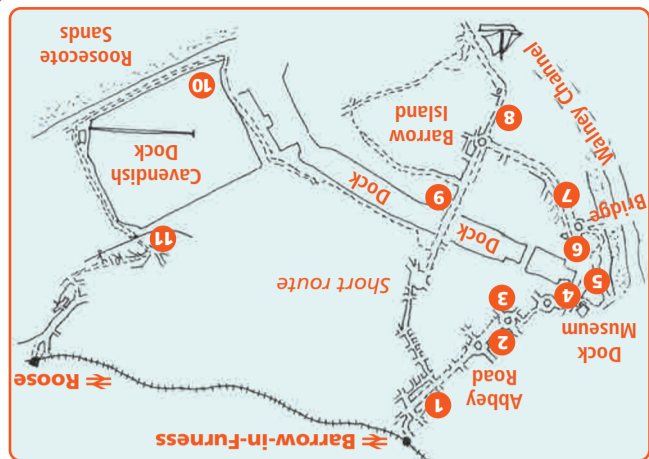 Barrow-in-Furness
1
Abbey
Road
Roose
Dock
Museum
2
3
4
5
Short route
6
11
Dock
Bridge
7
9
Dock
Cavendish
Dock
Barrow
Island
8
Walney Channel
10
Roosecote
Sands